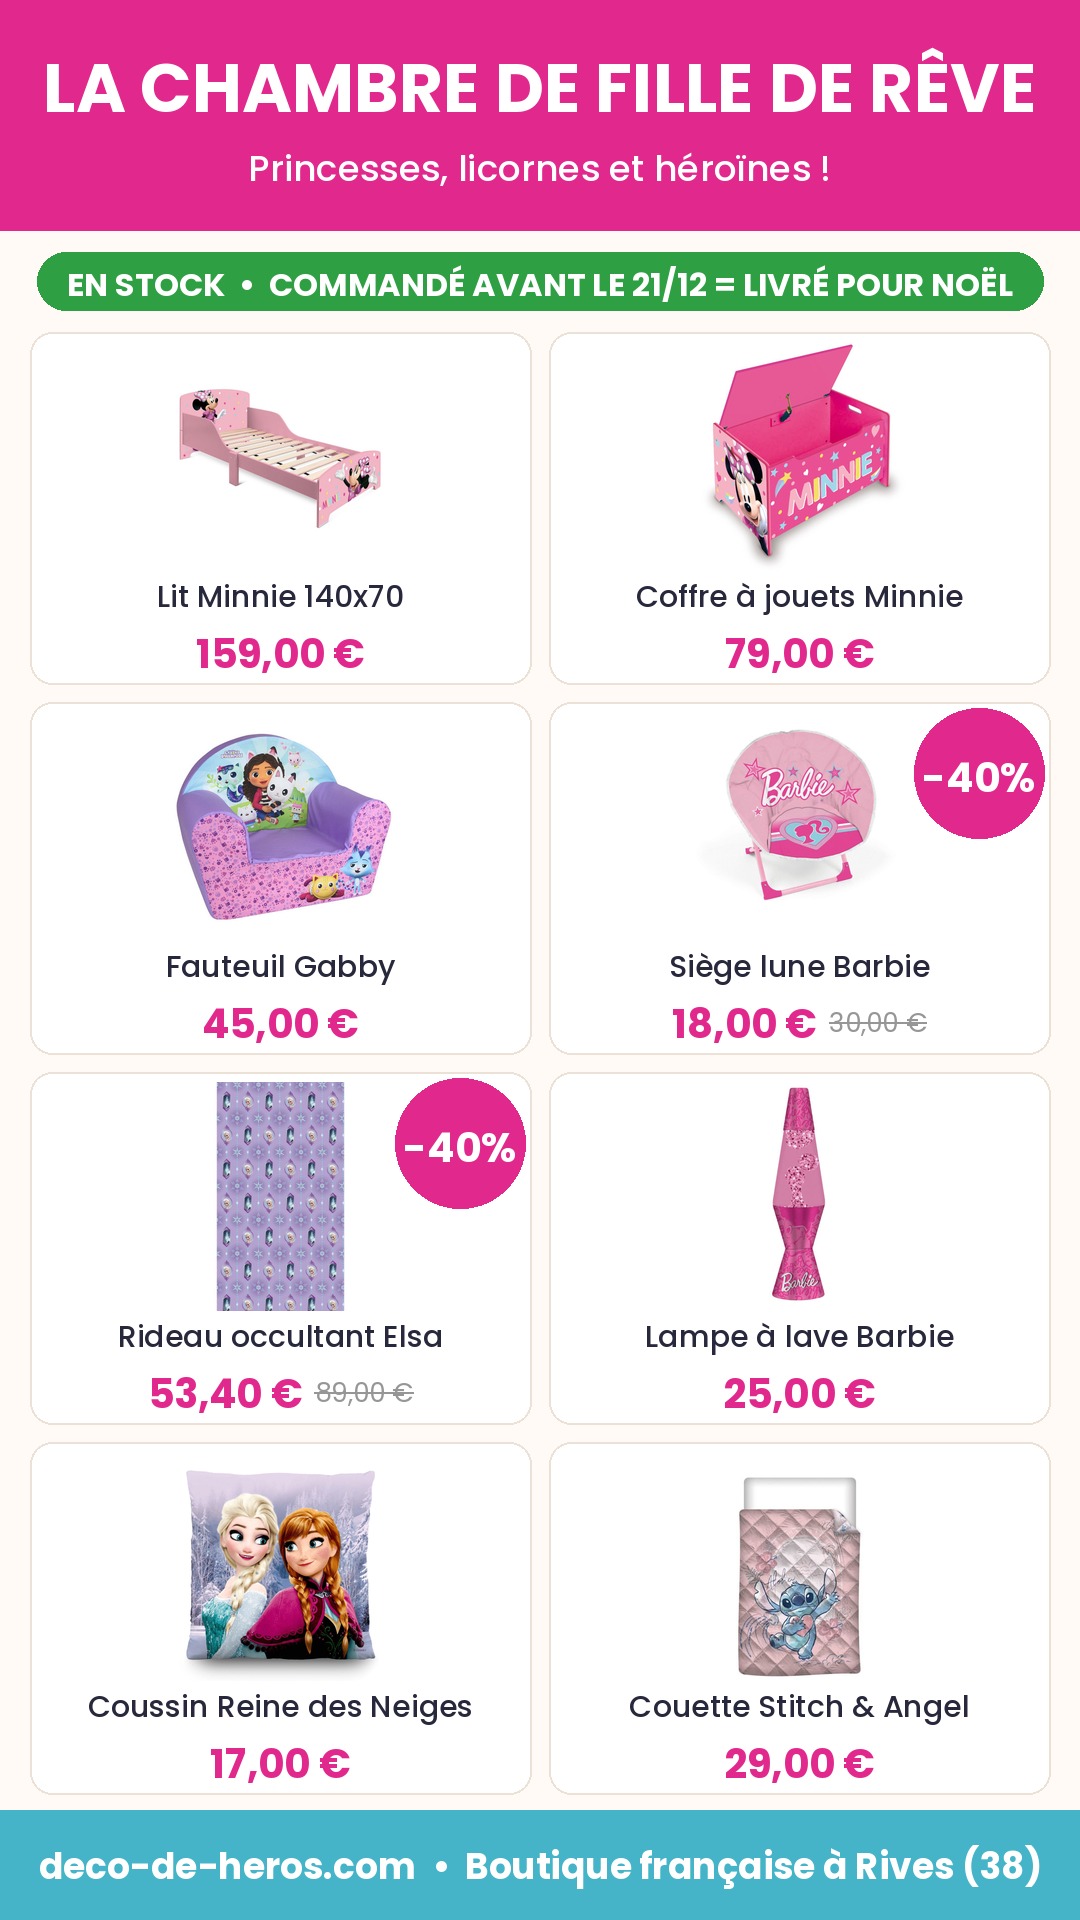 LA CHAMBRE DE FILLE DE RÊVE
Princesses, licornes et héroïnes !
EN STOCK • COMMANDÉ AVANT LE 21/12 = LIVRÉ POUR NOËL
MINNIE
Lit Minnie 140x70
159,00 €
Coffre à jouets Minnie
79,00 €
Barbie
-40%
Fauteuil Gabby
45,00 €
Siège lune Barbie
18,00 € 30,00 €
-40%
Barbie
Rideau occultant Elsa
53,40 € 89,00 €
Lampe à lave Barbie
25,00 €
Coussin Reine des Neiges
17,00 €
Couette Stitch & Angel
29,00 €
deco-de-heros.com • Boutique française à Rives (38)